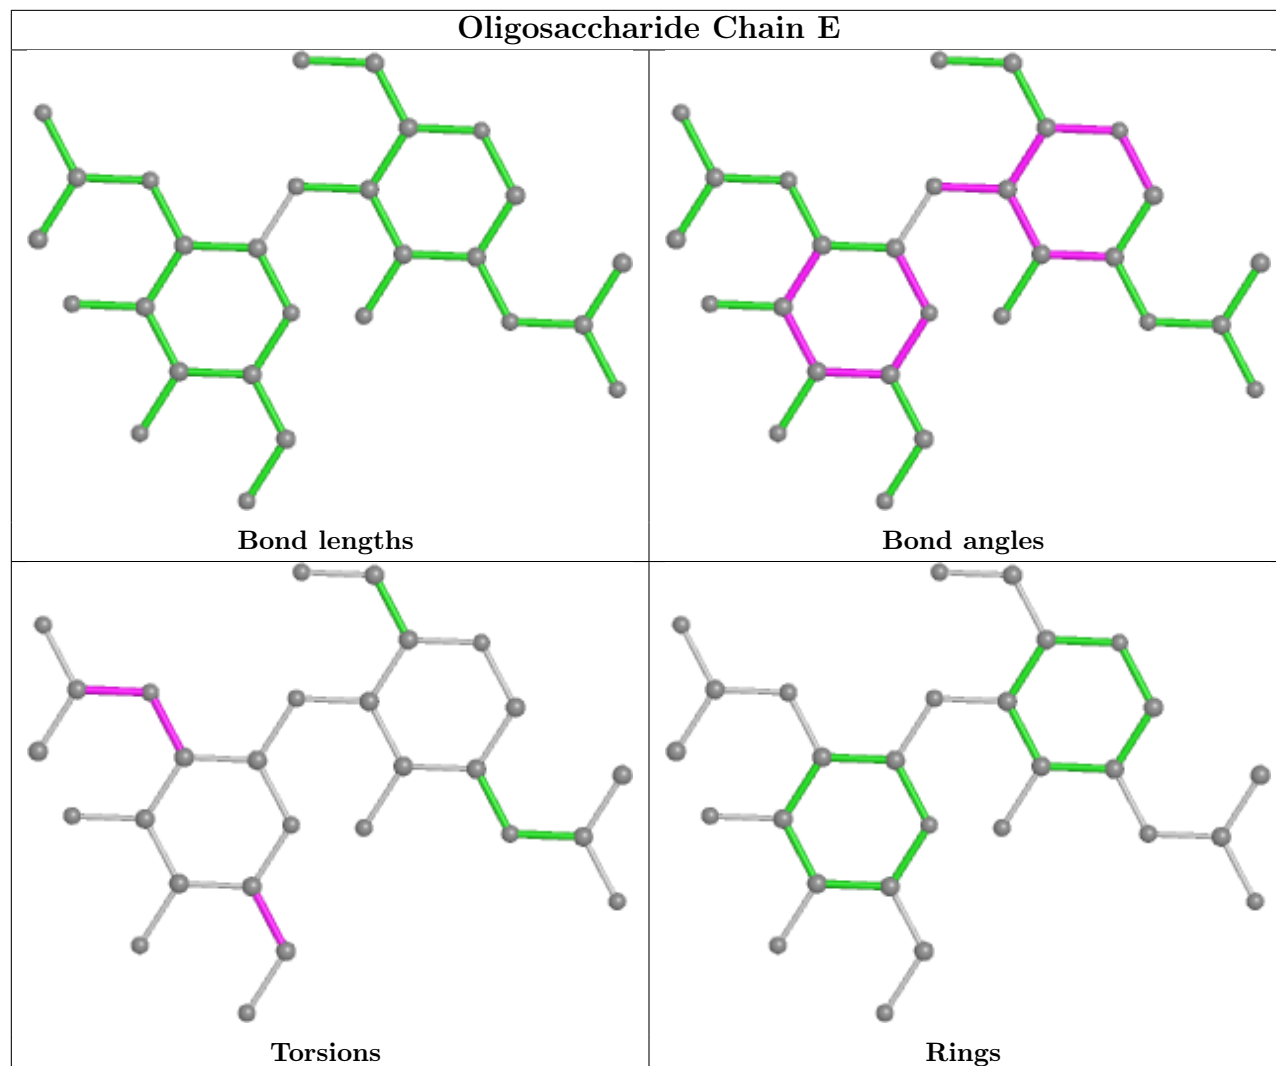 Oligosaccharide Chain E
Bond lengths
Bond angles
Torsions
Rings